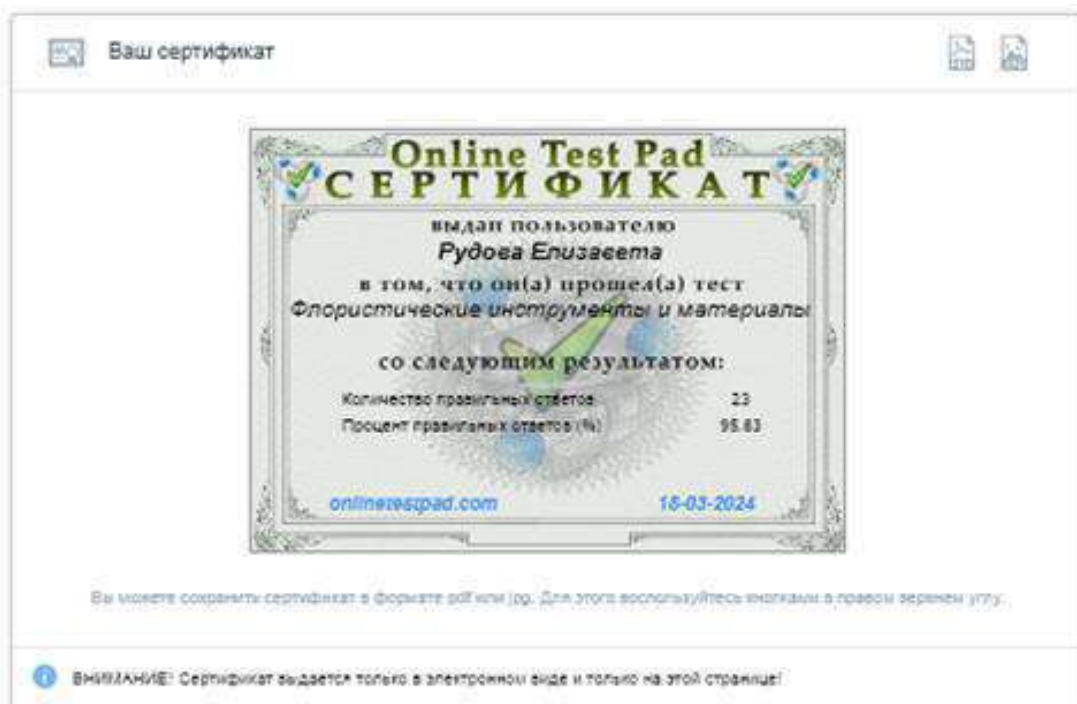 Ваш сертификат
Online Test Pad
СЕРТИФИКАТ
выдан пользователю
Рудова Елизавета
в том, что он(а) прошел(а) тест
Флористические инструменты и материалы
со следующим результатом:
Количество правильных ответов 23
Процент правильных ответов (%) 95.83
onlinetestpad.com 15-03-2024
Вы можете сохранить сертификат в формате pdf или jpg. Для этого воспользуйтесь кнопками в правом верхнем углу.
ВНИМАНИЕ! Сертификат выдается только в электронном виде и только на этой странице!